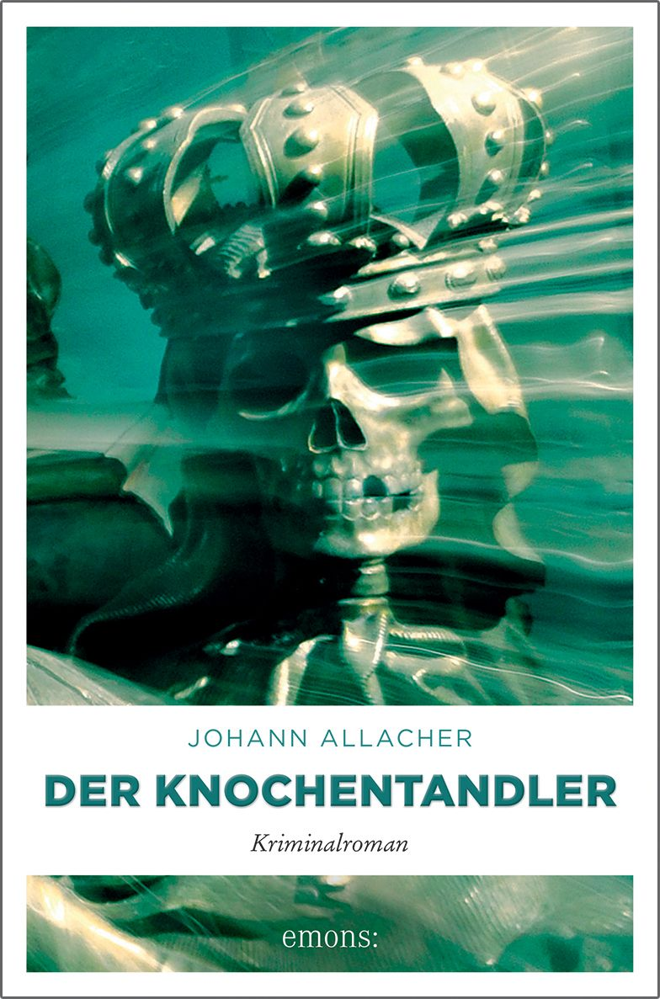 JOHANN ALLACHER
DER KNOCHENTANDLER
Kriminalroman
emons: